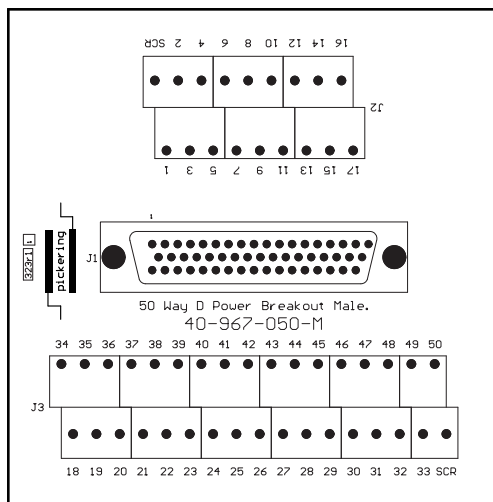 SCR 2 4 6 8 10 12 14 16
J2
1 3 5 7 9 11 13 15 17
323r1 1
pickering
1
J1
50 Way D Power Breakout Male.
40-967-050-M
34 35 36 37 38 39 40 41 42 43 44 45 46 47 48 49 50
J3
18 19 20 21 22 23 24 25 26 27 28 29 30 31 32 33 SCR